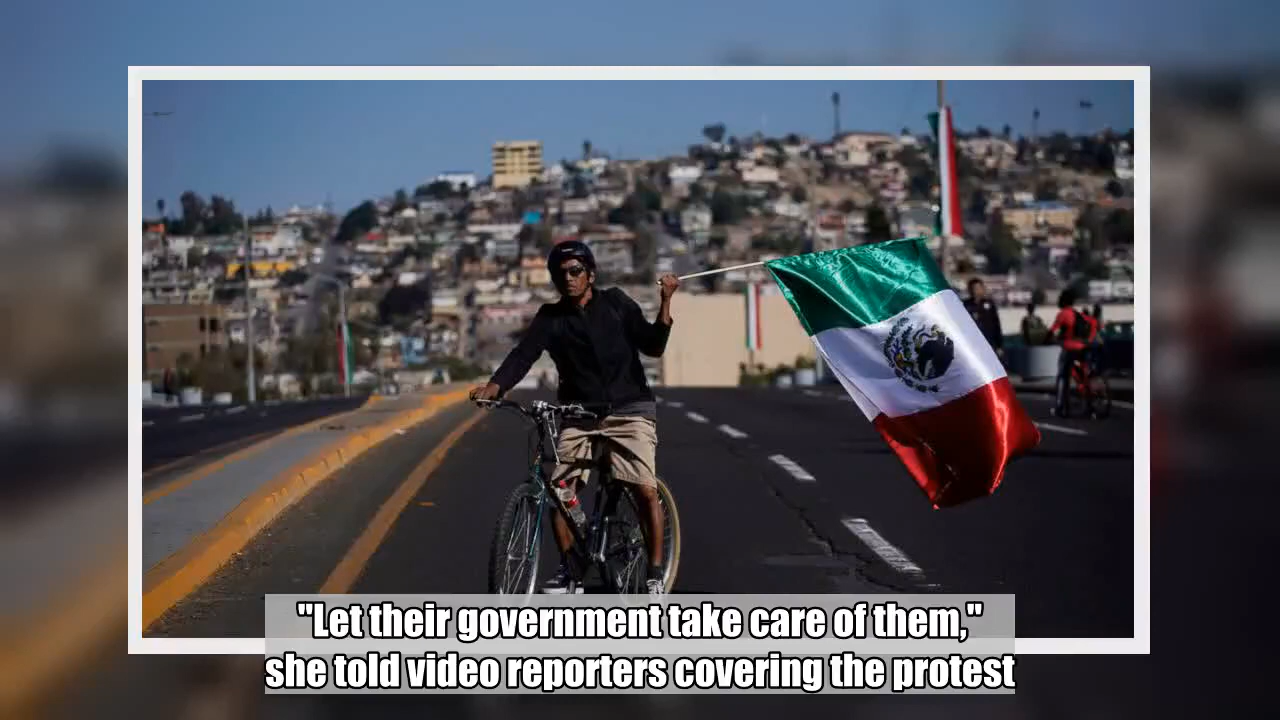 "Let their government take care of them,"
she told video reporters covering the protest